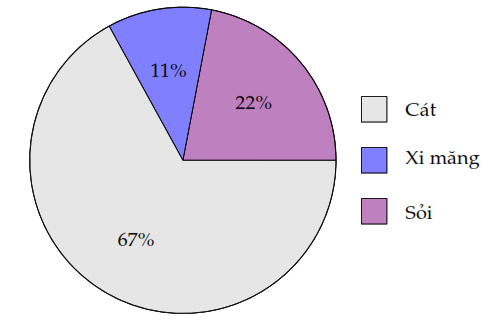 11%
22%
67%
Cát
Xi măng
Sỏi